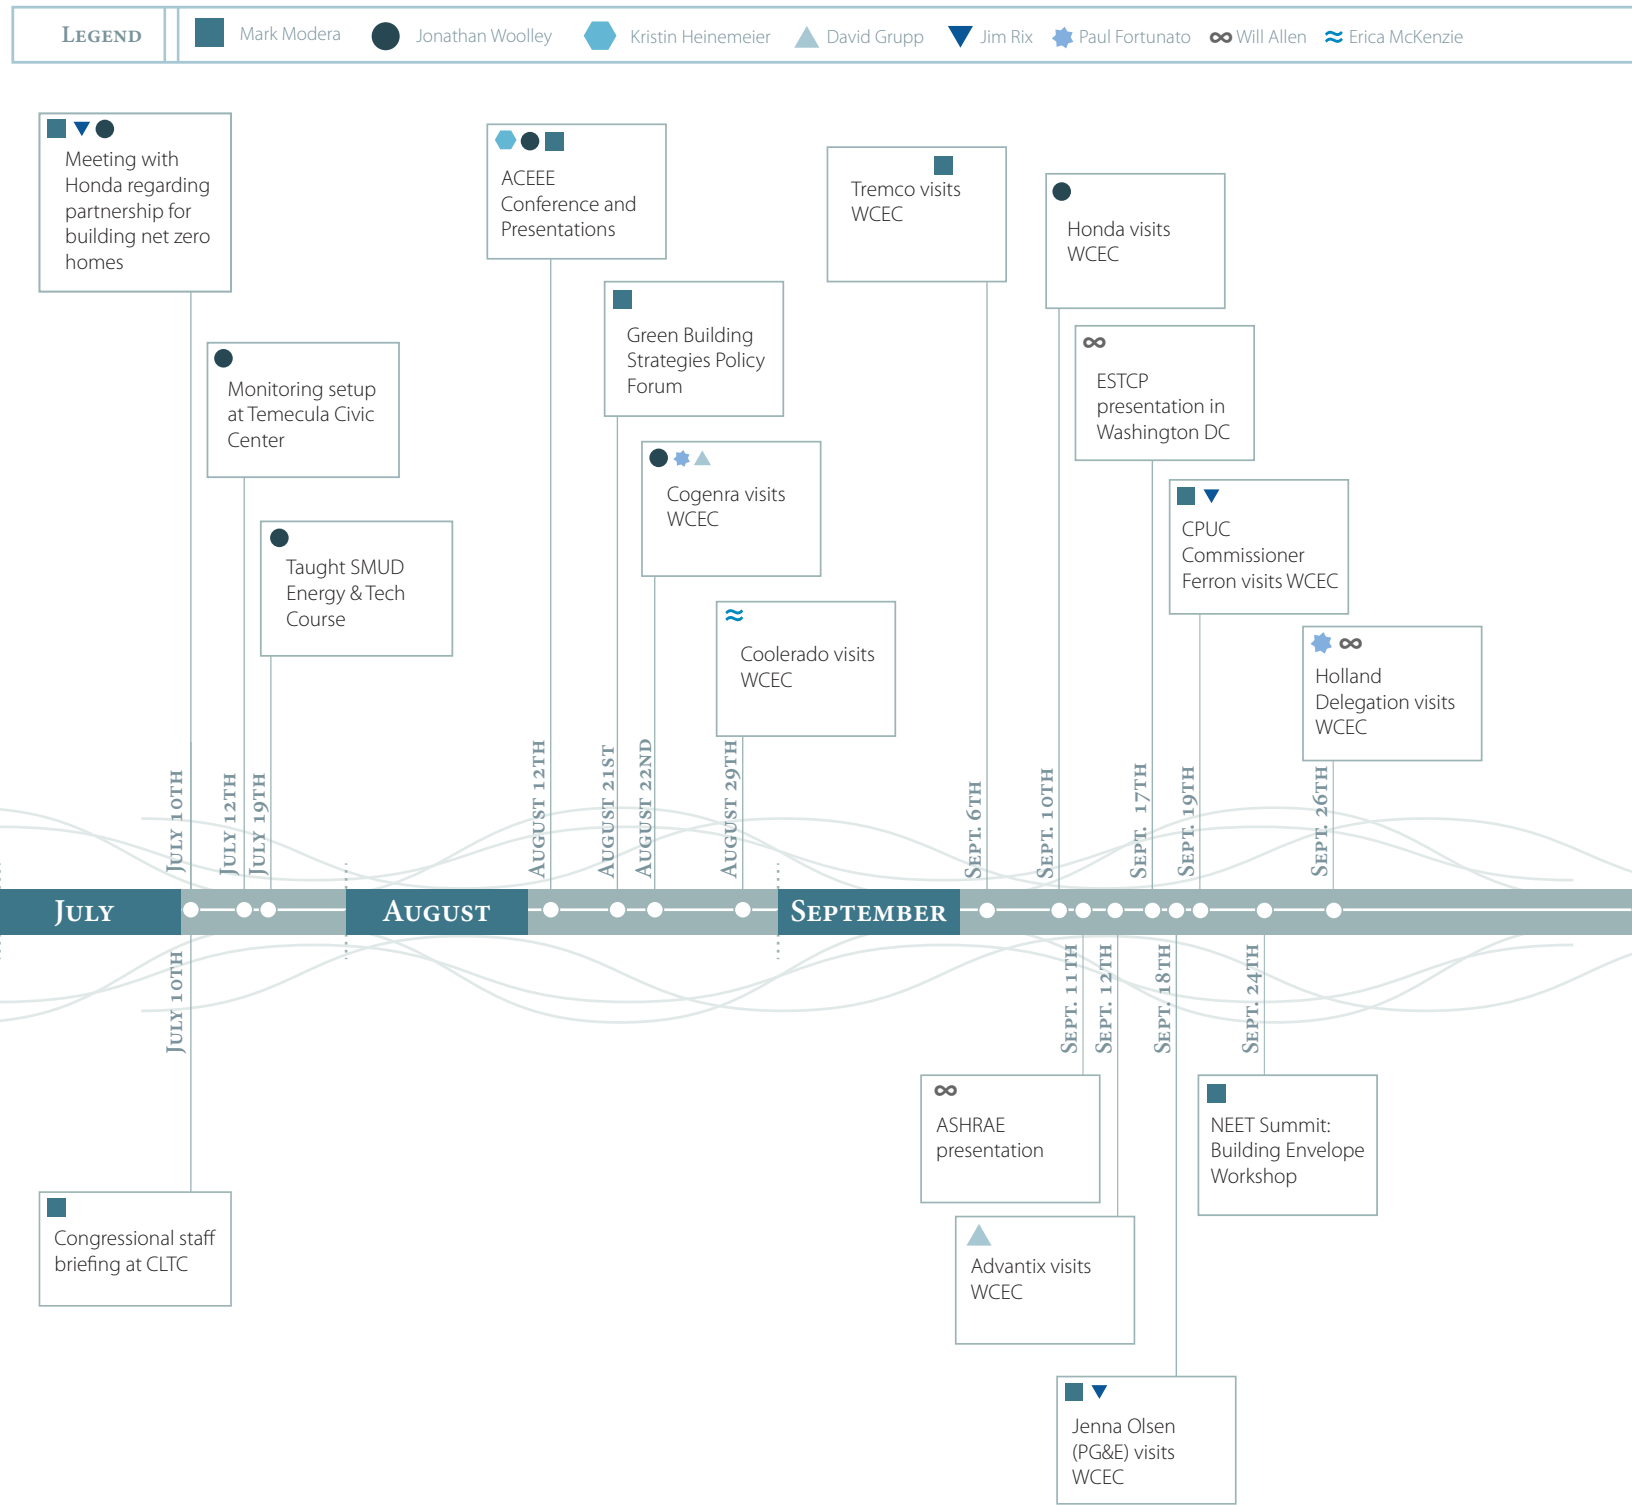 Legend
Mark Modera
Jonathan Woolley
Kristin Heinemeier
David Grupp
Jim Rix
Paul Fortunato
Will Allen
Erica McKenzie
Meeting with
Honda regarding
partnership for
building net zero
homes
Monitoring setup
at Temecula Civic
Center
Taught SMUD
Energy & Tech
Course
ACEEE
Conference and
Presentations
Green Building
Strategies Policy
Forum
Cogenra visits
WCEC
Coolerado visits
WCEC
Tremco visits
WCEC
Honda visits
WCEC
ESTCP
presentation in
Washington DC
CPUC
Commissioner
Ferron visits WCEC
Holland
Delegation visits
WCEC
July 10th
July 12th
July 19th
August 12th
August 21st
August 22nd
August 29th
Sept. 6th
Sept. 10th
Sept. 17th
Sept. 19th
Sept. 26th
July
August
September
July 10th
Sept. 11th
Sept. 12th
Sept. 18th
Sept. 24th
Congressional staff
briefing at CLTC
ASHRAE
presentation
Advantix visits
WCEC
Jenna Olsen
(PG&E) visits
WCEC
NEET Summit:
Building Envelope
Workshop